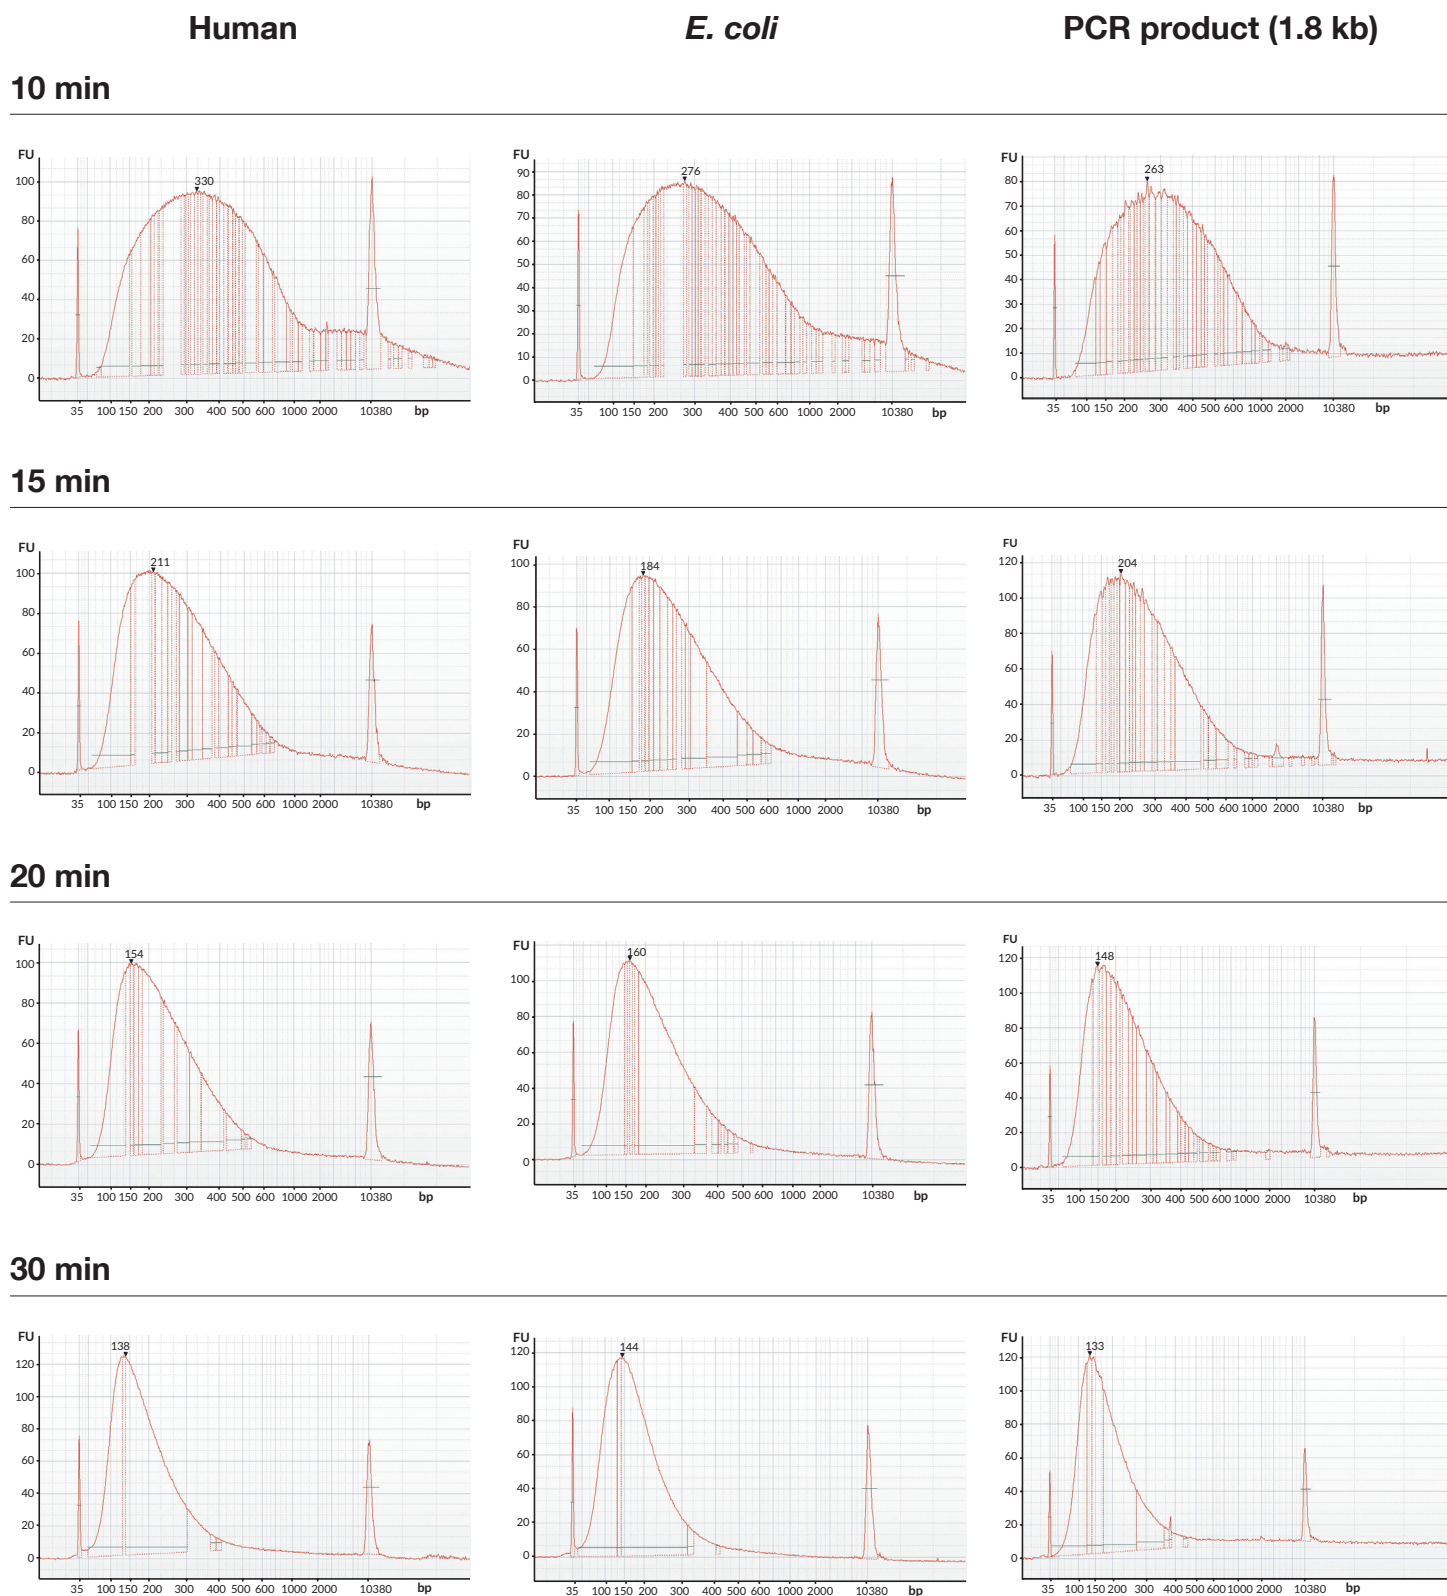 Human E. coli PCR product (1.8 kb)
10 min
FU 100 80 60 40 20 0
330
35 100 150 200 300 400 500 600 1000 2000 10380 bp
FU 90 80 70 60 50 40 30 20 10 0
276
35 100 150 200 300 400 500 600 1000 2000 10380 bp
FU 80 70 60 50 40 30 20 10 0
263
35 100 150 200 300 400 500 600 1000 2000 10380 bp
15 min
FU 100 80 60 40 20 0
211
35 100 150 200 300 400 500 600 1000 2000 10380 bp
FU 100 80 60 40 20 0
184
35 100 150 200 300 400 500 600 1000 2000 10380 bp
FU 120 100 80 60 40 20 0
204
35 100 150 200 300 400 500 600 1000 2000 10380 bp
20 min
FU 100 80 60 40 20 0
154
35 100 150 200 300 400 500 600 1000 2000 10380 bp
FU 100 80 60 40 20 0
160
35 100 150 200 300 400 500 600 1000 2000 10380 bp
FU 120 100 80 60 40 20 0
148
35 100 150 200 300 400 500 600 1000 2000 10380 bp
30 min
FU 120 100 80 60 40 20 0
138
35 100 150 200 300 400 500 600 1000 2000 10380 bp
FU 120 100 80 60 40 20 0
144
35 100 150 200 300 400 500 600 1000 2000 10380 bp
FU 120 100 80 60 40 20 0
133
35 100 150 200 300 400 500 600 1000 2000 10380 bp